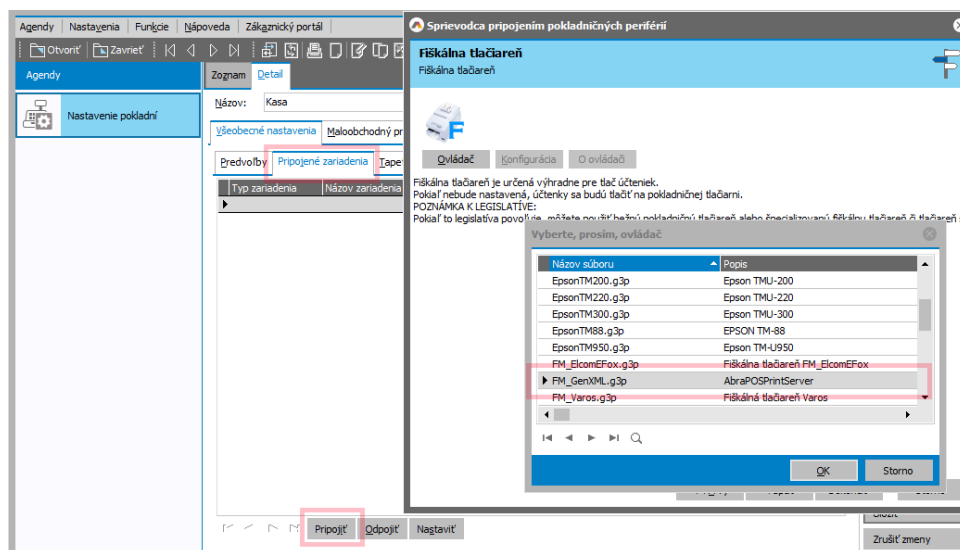 Agendy Nastavenia Funkcie Nápoveda Zákaznický portál
Otvoriť Zavrieť
Agendy
Nastavenie pokladní
Zoznam Detail
Názov: Kasa
Všeobecné nastavenia Maloobchodný pr
Predvoľby Pripojené zariadenia Tapet
Typ zariadenia Názov zariadenia
Pripojiť Odpojiť Nastaviť
Sprievodca pripojením pokladničných periférií
Fiškálna tlačiareň
Fiškálna tlačiareň
F
Ovládač Konfigurácia O ovládači
Fiškálna tlačiareň je určená výhradne pre tlač účteniek.
Pokiaľ nebude nastavená, účtenky sa budú tlačiť na pokladničnej tlačiarni.
POZNÁMKA K LEGISLATÍVE:
Pokiaľ to legislatíva povoľuje, môžete použiť bežnú pokladničnú tlačiareň alebo špecializovanú fiškálnu tlačiareň či tlačiareň s
Vyberte, prosím, ovládač
Názov súboru Popis
EpsonTM200.g3p Epson TMU-200
EpsonTM220.g3p Epson TMU-220
EpsonTM300.g3p Epson TMU-300
EpsonTM88.g3p EPSON TM-88
EpsonTM950.g3p Epson TM-U950
FM_ElcomEFox.g3p Fiškálna tlačiareň FM_ElcomEFox
FM_GenXML.g3p AbraPOSPrintServer
FM_Varos.g3p Fiškálná tlačiareň Varos
OK Storno
Zrušiť zmeny